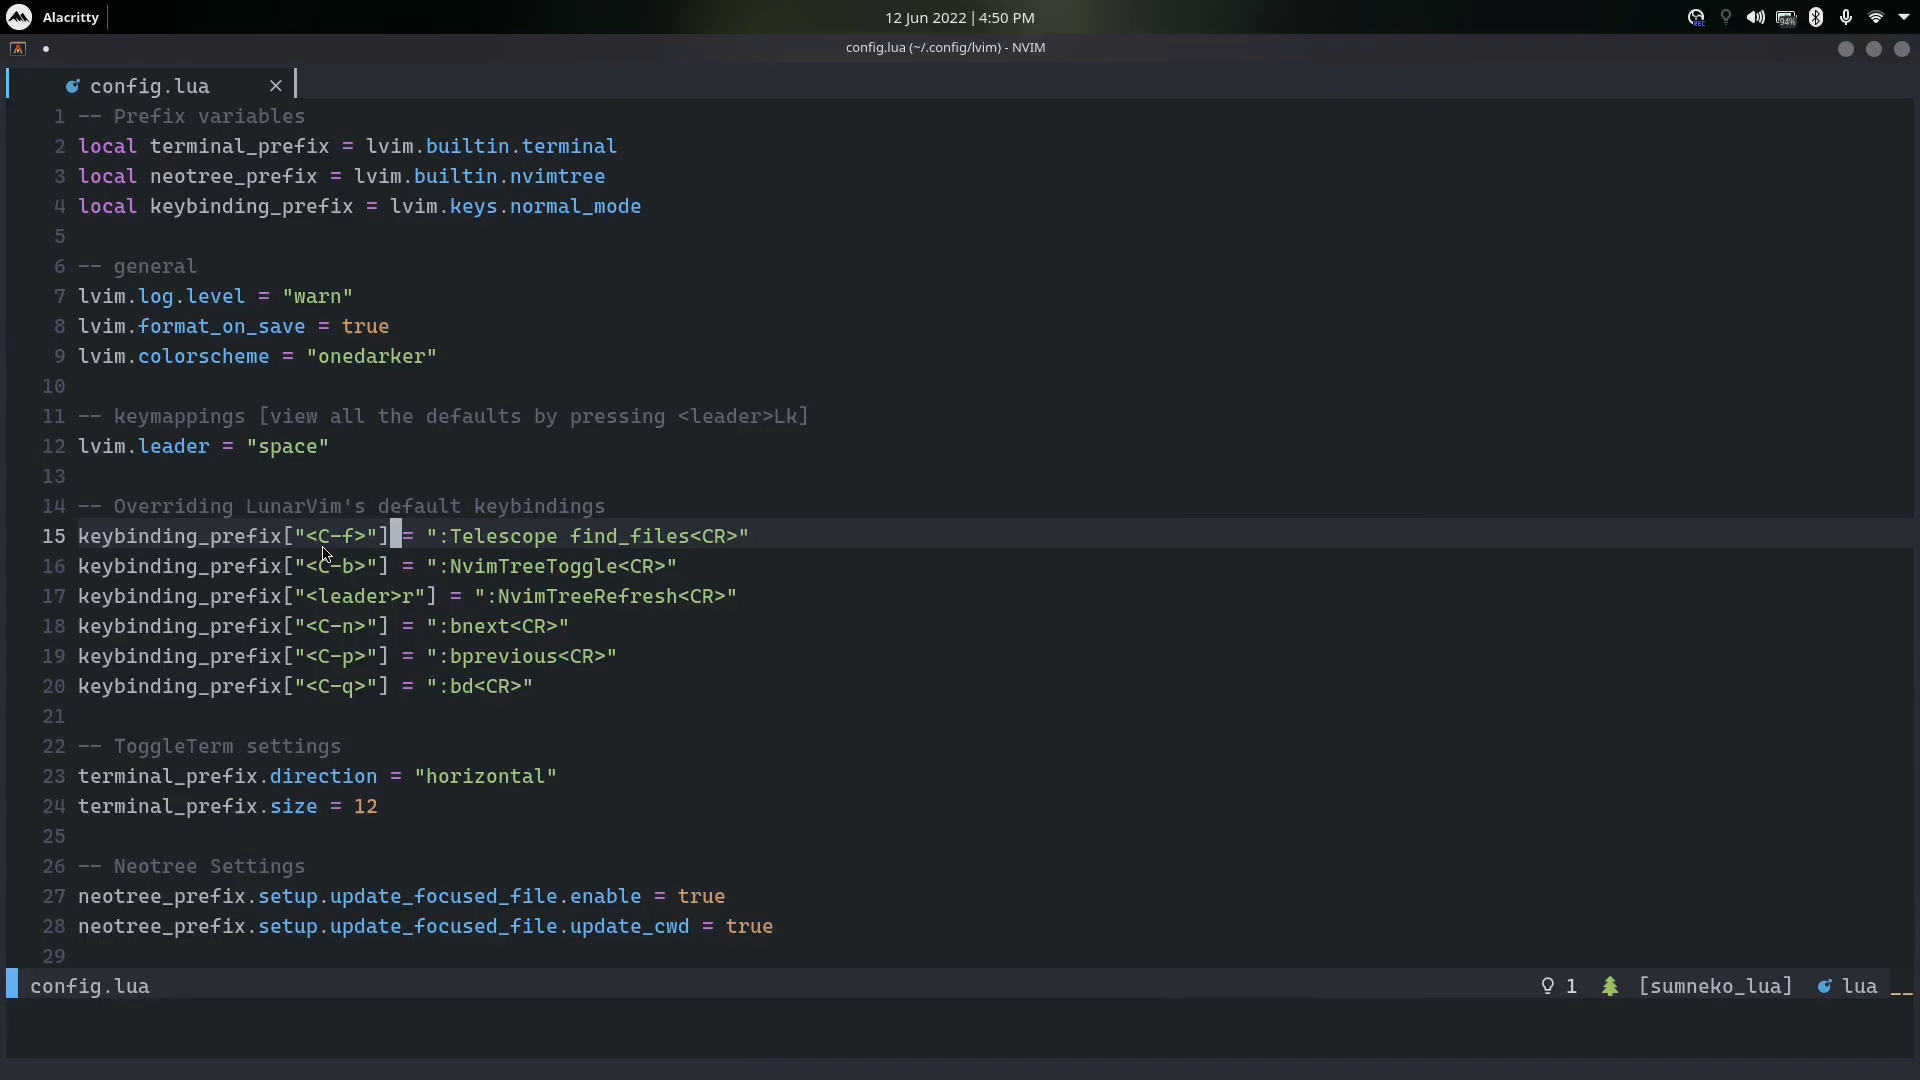 Alacritty
12 Jun 2022 | 4:50 PM
REC
94%
config.lua (~/.config/lvim) - NVIM
config.lua
1 -- Prefix variables
2 local terminal_prefix = lvim.builtin.terminal
3 local neotree_prefix = lvim.builtin.nvimtree
4 local keybinding_prefix = lvim.keys.normal_mode
5
6 -- general
7 lvim.log.level = "warn"
8 lvim.format_on_save = true
9 lvim.colorscheme = "onedarker"
10
11 -- keymappings [view all the defaults by pressing <leader>Lk]
12 lvim.leader = "space"
13
14 -- Overriding LunarVim's default keybindings
15 keybinding_prefix["<C-f>"] = ":Telescope find_files<CR>"
16 keybinding_prefix["<C-b>"] = ":NvimTreeToggle<CR>"
17 keybinding_prefix["<leader>r"] = ":NvimTreeRefresh<CR>"
18 keybinding_prefix["<C-n>"] = ":bnext<CR>"
19 keybinding_prefix["<C-p>"] = ":bprevious<CR>"
20 keybinding_prefix["<C-q>"] = ":bd<CR>"
21
22 -- ToggleTerm settings
23 terminal_prefix.direction = "horizontal"
24 terminal_prefix.size = 12
25
26 -- Neotree Settings
27 neotree_prefix.setup.update_focused_file.enable = true
28 neotree_prefix.setup.update_focused_file.update_cwd = true
29
config.lua 1 [sumneko_lua] lua __